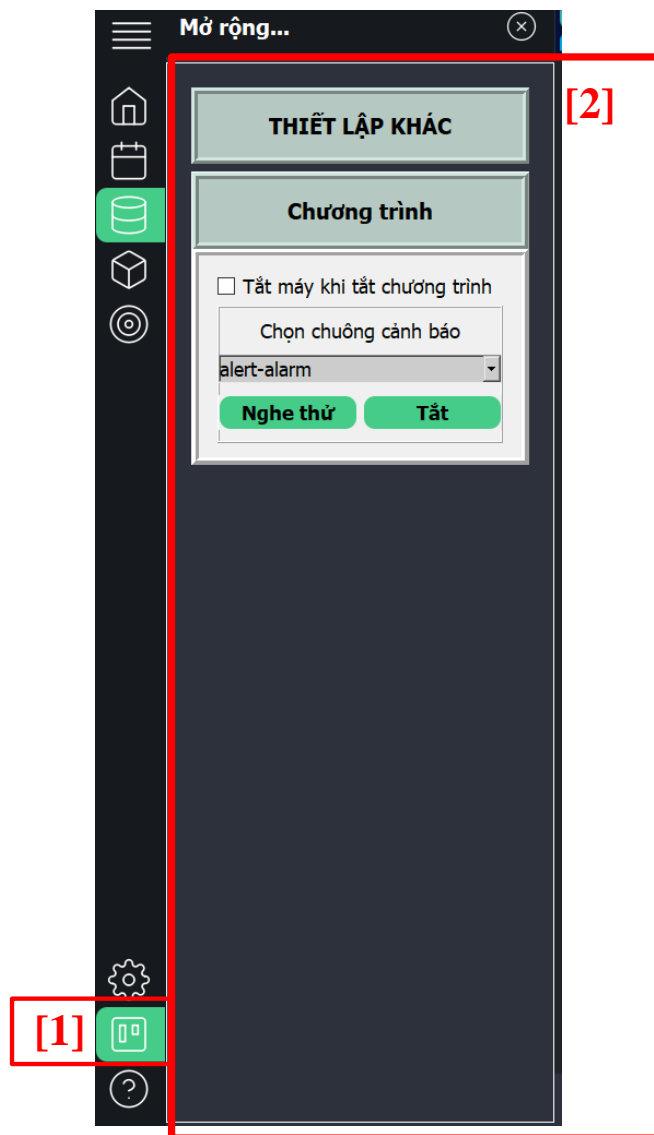 Mở rộng...
[2]
THIẾT LẬP KHÁC
Chương trình
Tắt máy khi tắt chương trình
Chọn chuông cảnh báo
alert-alarm
Nghe thử
Tắt
[1]